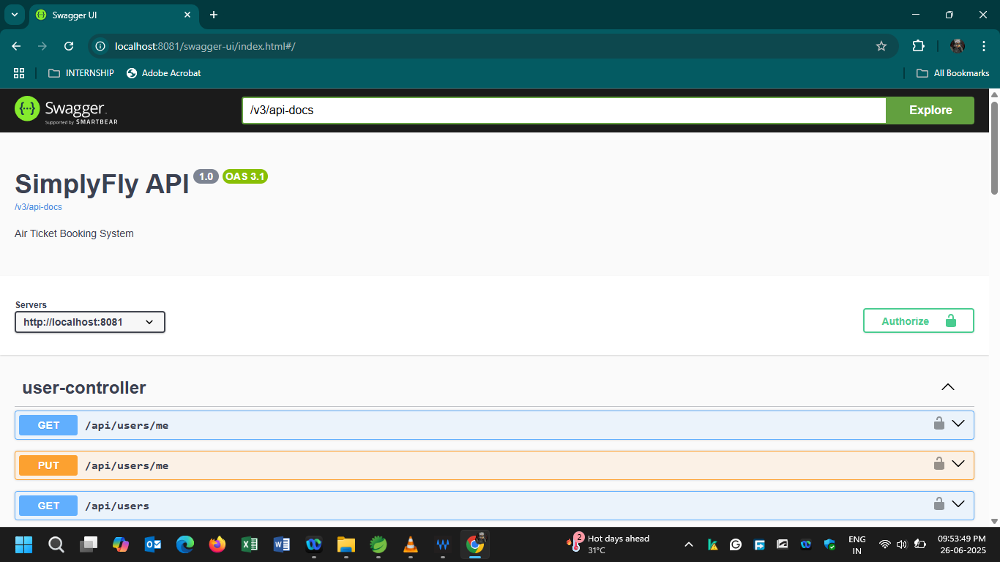 Swagger UI
localhost:8081/swagger-ui/index.html#/
INTERNSHIP
Adobe Acrobat
All Bookmarks
Swagger
Supported by SMARTBEAR
/v3/api-docs
Explore
SimplyFly API 1.0 OAS 3.1
/v3/api-docs
Air Ticket Booking System
Servers
http://localhost:8081
Authorize
user-controller
GET /api/users/me
PUT /api/users/me
GET /api/users
2
Hot days ahead
31°C
ENG
IN
09:53:49 PM
26-06-2025